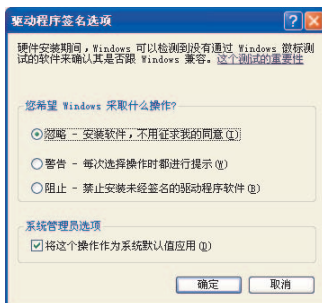 驱动程序签名选项
硬件安装期间，Windows 可以检测到没有通过 Windows 徽标测
试的软件来确认其是否跟 Windows 兼容。这个测试的重要性
您希望 Windows 采取什么操作?
忽略 - 安装软件，不用征求我的同意(I)
警告 - 每次选择操作时都进行提示(W)
阻止 - 禁止安装未经签名的驱动程序软件(B)
系统管理员选项
将这个操作作为系统默认值应用(D)
确定
取消